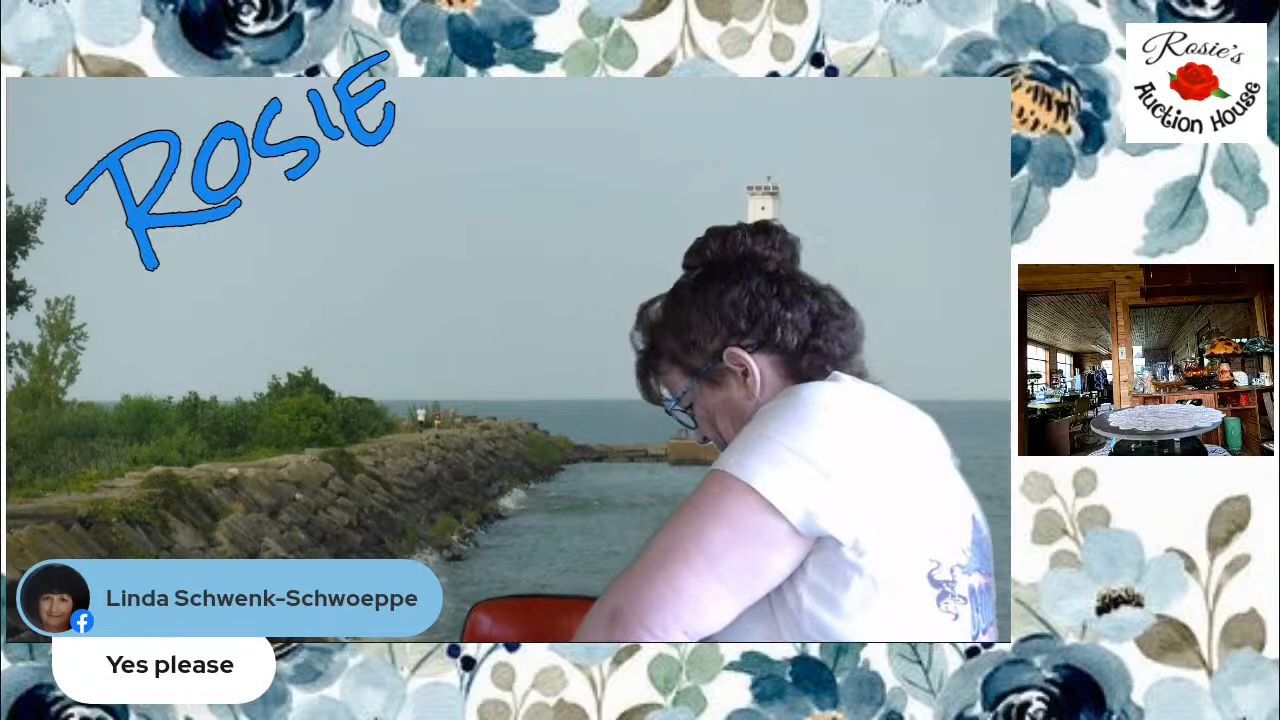 ROSIE
Rosie's
Auction House
Linda Schwenk-Schwoeppe
Yes please